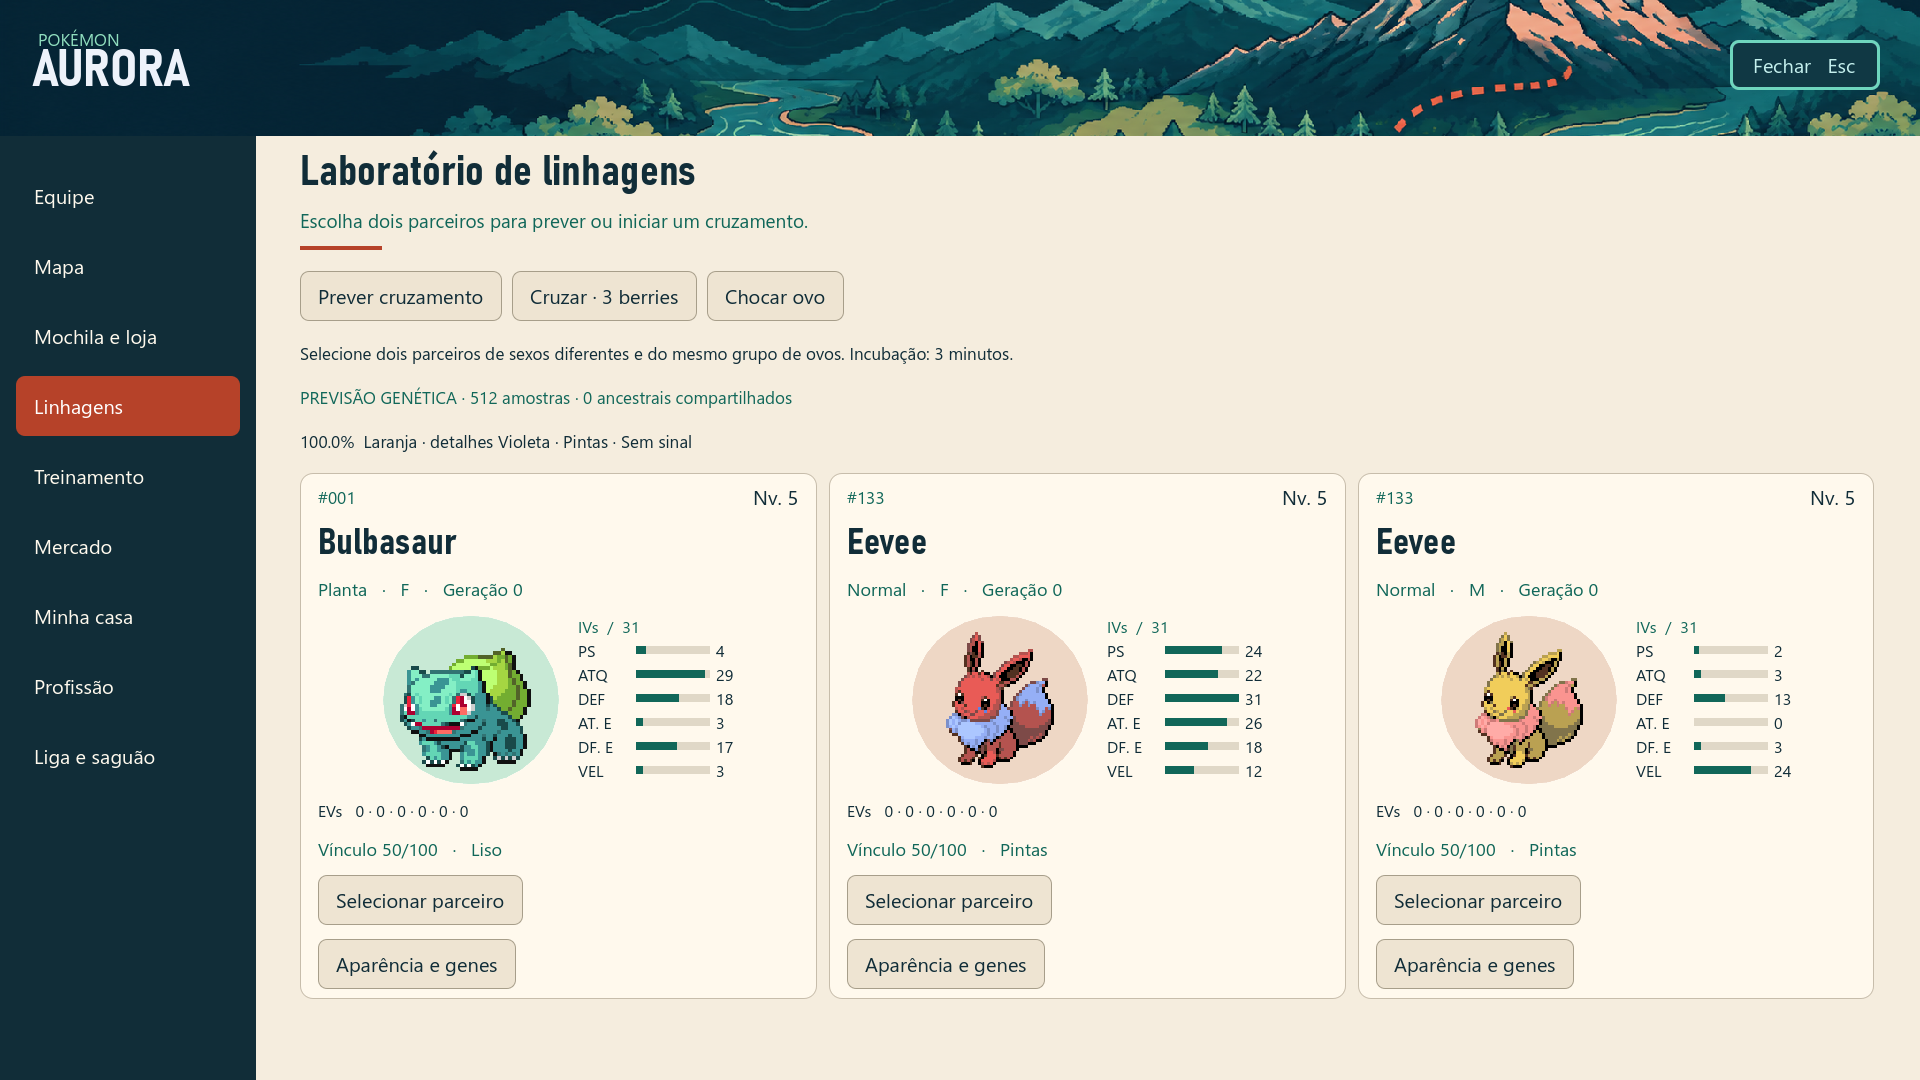 POKÉMON
AURORA
Fechar Esc
Equipe
Mapa
Mochila e loja
Linhagens
Treinamento
Mercado
Minha casa
Profissão
Liga e saguão
Laboratório de linhagens
Escolha dois parceiros para prever ou iniciar um cruzamento.
Prever cruzamento
Cruzar · 3 berries
Chocar ovo
Selecione dois parceiros de sexos diferentes e do mesmo grupo de ovos. Incubação: 3 minutos.
PREVISÃO GENÉTICA · 512 amostras · 0 ancestrais compartilhados
100.0% Laranja · detalhes Violeta · Pintas · Sem sinal
#001 Nv. 5
Bulbasaur
Planta · F · Geração 0
IVs / 31
PS 4
ATQ 29
DEF 18
AT. E 3
DF. E 17
VEL 3
EVs 0 · 0 · 0 · 0 · 0 · 0
Vínculo 50/100 · Liso
Selecionar parceiro
Aparência e genes
#133 Nv. 5
Eevee
Normal · F · Geração 0
IVs / 31
PS 24
ATQ 22
DEF 31
AT. E 26
DF. E 18
VEL 12
EVs 0 · 0 · 0 · 0 · 0 · 0
Vínculo 50/100 · Pintas
Selecionar parceiro
Aparência e genes
#133 Nv. 5
Eevee
Normal · M · Geração 0
IVs / 31
PS 2
ATQ 3
DEF 13
AT. E 0
DF. E 3
VEL 24
EVs 0 · 0 · 0 · 0 · 0 · 0
Vínculo 50/100 · Pintas
Selecionar parceiro
Aparência e genes